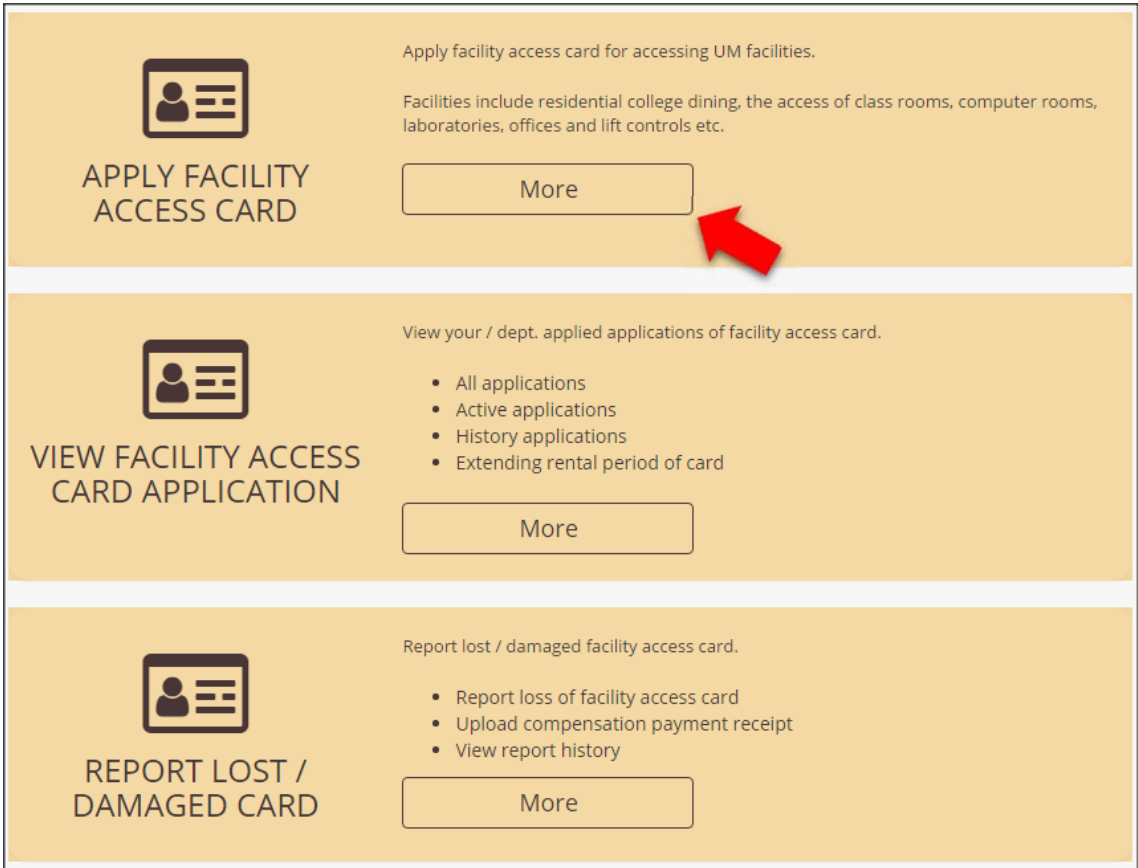 Apply facility access card for accessing UM facilities.
Facilities include residential college dining, the access of class rooms, computer rooms,
laboratories, offices and lift controls etc.
APPLY FACILITY
ACCESS CARD
More
View your / dept. applied applications of facility access card.
• All applications
• Active applications
• History applications
• Extending rental period of card
VIEW FACILITY ACCESS
CARD APPLICATION
More
Report lost / damaged facility access card.
• Report loss of facility access card
• Upload compensation payment receipt
• View report history
REPORT LOST /
DAMAGED CARD
More